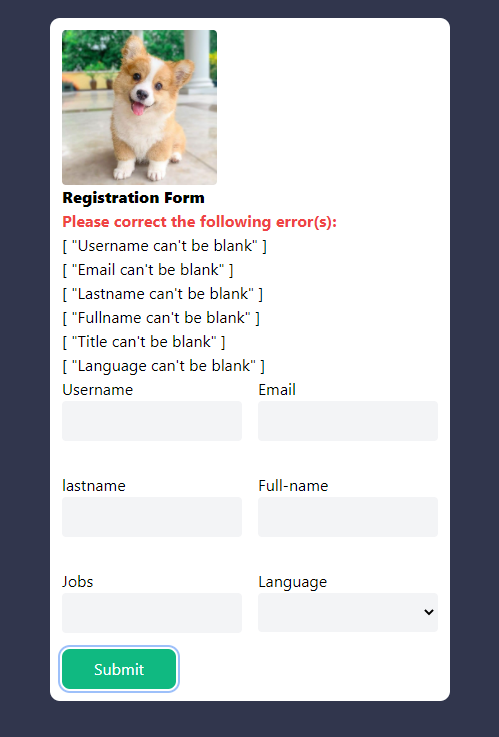 Registration Form
Please correct the following error(s):
[ "Username can't be blank" ]
[ "Email can't be blank" ]
[ "Lastname can't be blank" ]
[ "Fullname can't be blank" ]
[ "Title can't be blank" ]
[ "Language can't be blank" ]
Username Email
lastname Full-name
Jobs Language
Submit